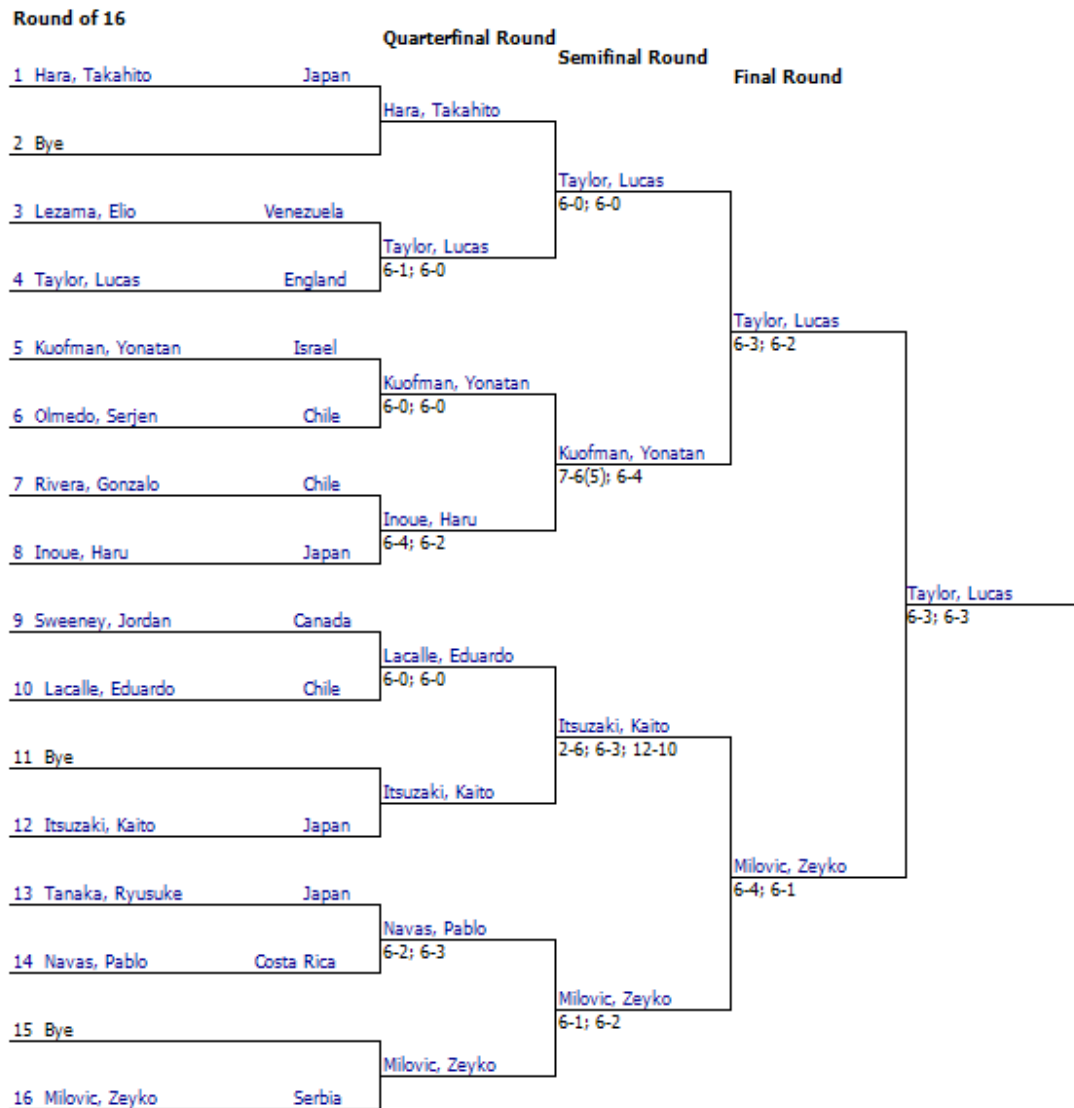 Round of 16
Quarterfinal Round
Semifinal Round
Final Round
1 Hara, Takahito Japan
2 Bye
3 Lezama, Elio Venezuela
4 Taylor, Lucas England
5 Kuofman, Yonatan Israel
6 Olmedo, Serjen Chile
7 Rivera, Gonzalo Chile
8 Inoue, Haru Japan
9 Sweeney, Jordan Canada
10 Lacalle, Eduardo Chile
11 Bye
12 Itsuzaki, Kaito Japan
13 Tanaka, Ryusuke Japan
14 Navas, Pablo Costa Rica
15 Bye
16 Milovic, Zeyko Serbia
Hara, Takahito
Taylor, Lucas
6-1; 6-0
Kuofman, Yonatan
6-0; 6-0
Inoue, Haru
6-4; 6-2
Lacalle, Eduardo
6-0; 6-0
Itsuzaki, Kaito
Navas, Pablo
6-2; 6-3
Milovic, Zeyko
Taylor, Lucas
6-0; 6-0
Kuofman, Yonatan
7-6(5); 6-4
Itsuzaki, Kaito
2-6; 6-3; 12-10
Milovic, Zeyko
6-1; 6-2
Taylor, Lucas
6-3; 6-2
Milovic, Zeyko
6-4; 6-1
Taylor, Lucas
6-3; 6-3